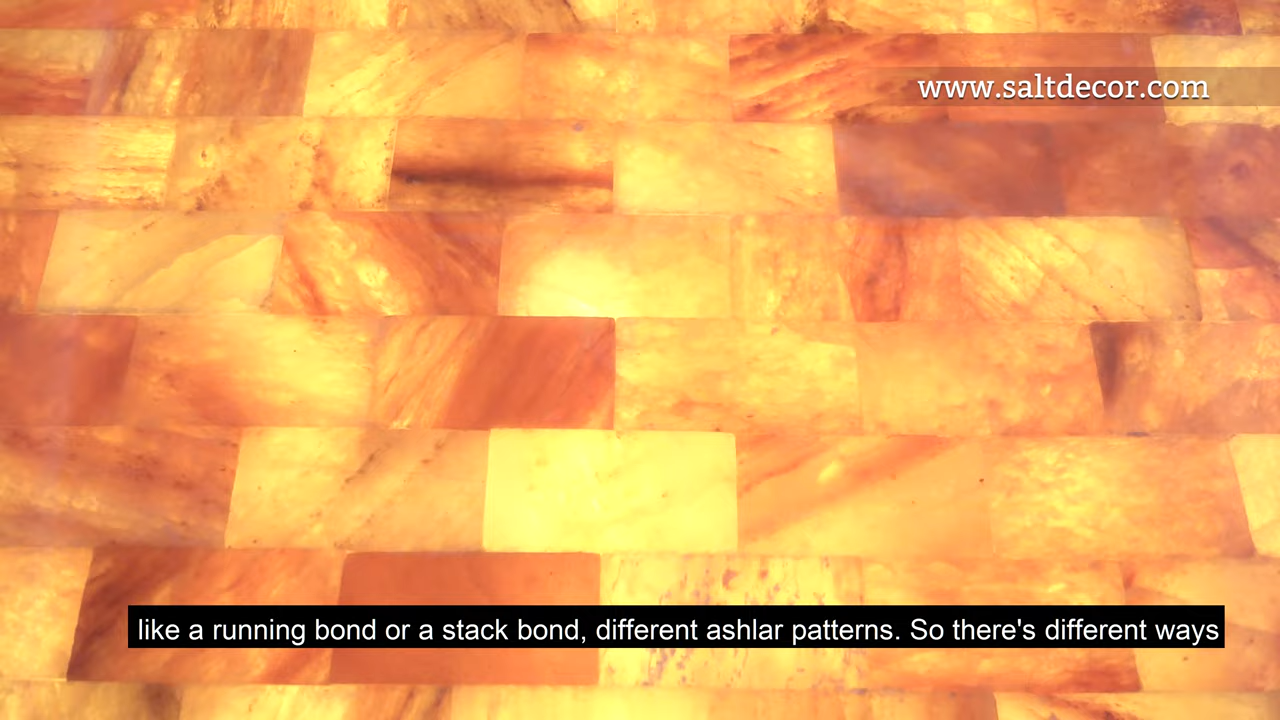 www.saltdecor.com
like a running bond or a stack bond, different ashlar patterns. So there's different ways